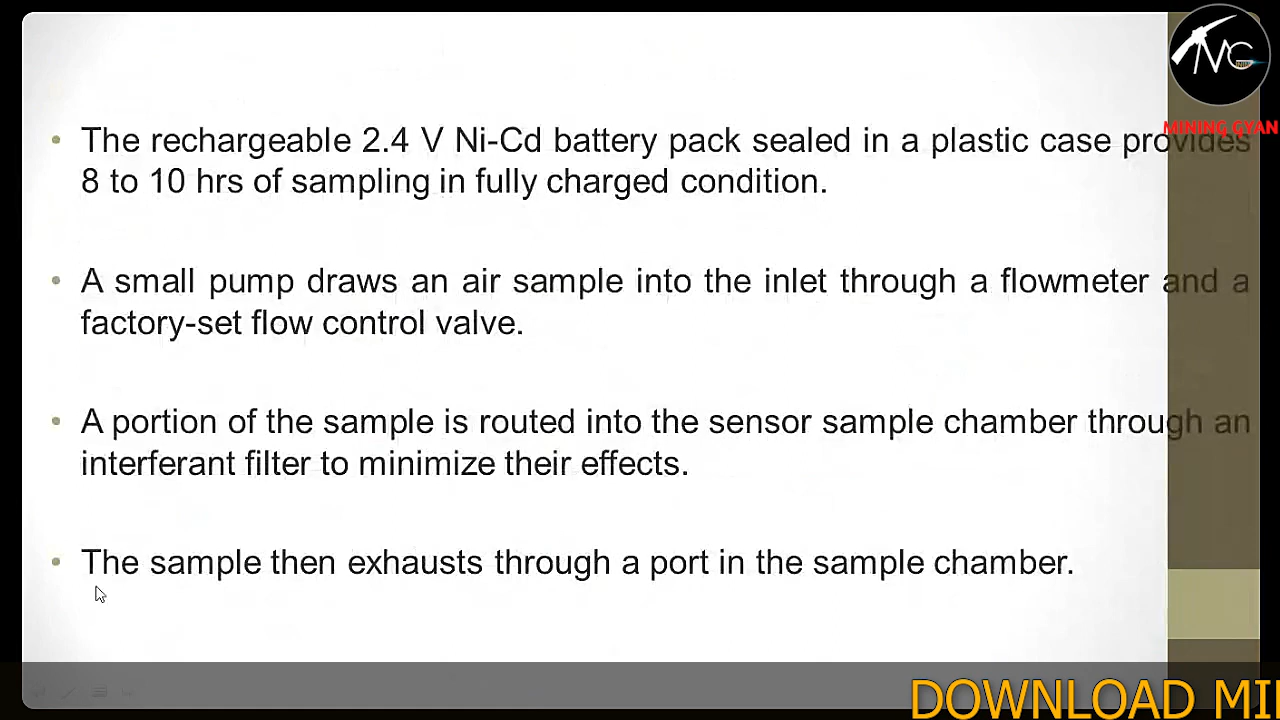 MG
MINING GYAN
• The rechargeable 2.4 V Ni-Cd battery pack sealed in a plastic case provides
8 to 10 hrs of sampling in fully charged condition.
• A small pump draws an air sample into the inlet through a flowmeter and a
factory-set flow control valve.
• A portion of the sample is routed into the sensor sample chamber through an
interferant filter to minimize their effects.
• The sample then exhausts through a port in the sample chamber.
DOWNLOAD MI